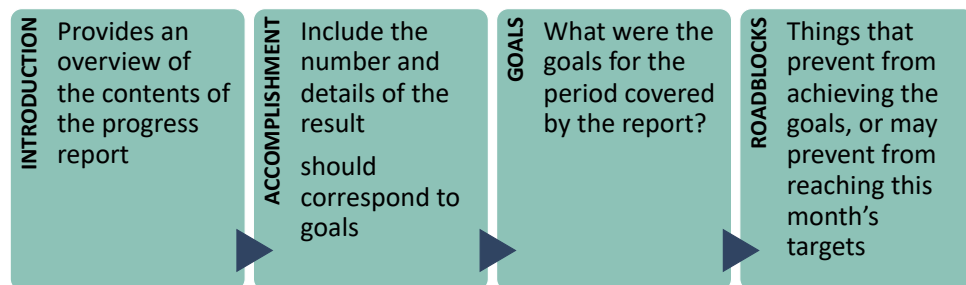 INTRODUCTION
Provides an
overview of
the contents of
the progress
report
ACCOMPLISHMENT
Include the
number and
details of the
result
should
correspond to
goals
GOALS
What were the
goals for the
period covered
by the report?
ROADBLOCKS
Things that
prevent from
achieving the
goals, or may
prevent from
reaching this
month's
targets